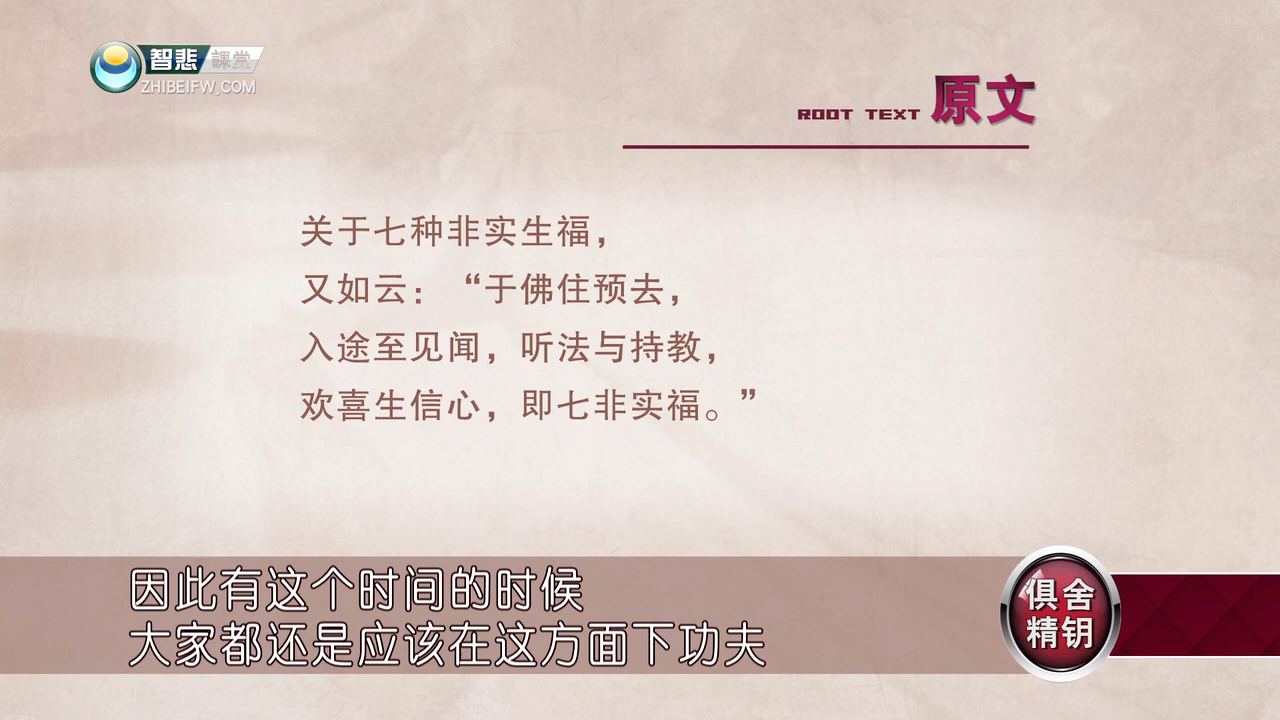 智悲課堂
ZHIBEIFW.COM
ROOT TEXT 原文
关于七种非实生福，
又如云：“于佛住预去，
入途至见闻，听法与持教，
欢喜生信心，即七非实福。”
因此有这个时间的时候
大家都还是应该在这方面下功夫
俱舍
精钥